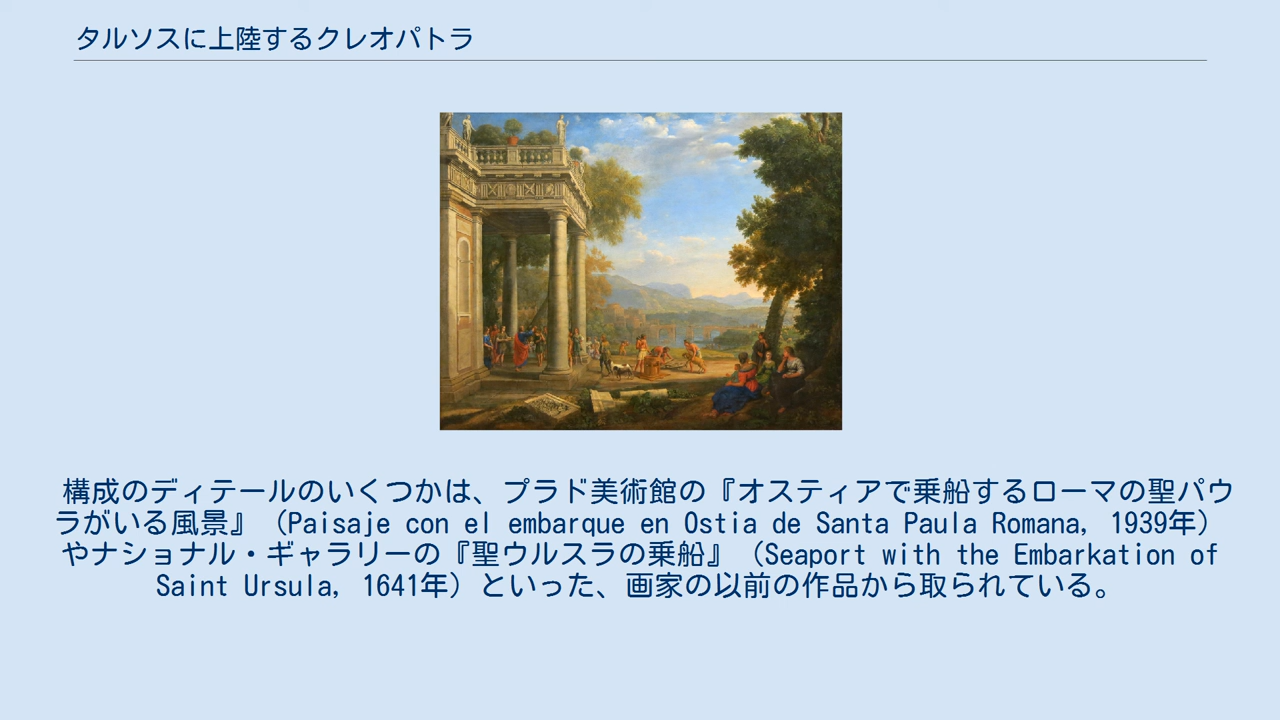 タルソスに上陸するクレオパトラ
構成のディテールのいくつかは、プラド美術館の『オスティアで乗船するローマの聖パウ
ラがいる風景』（Paisaje con el embarque en Ostia de Santa Paula Romana, 1939年）
やナショナル・ギャラリーの『聖ウルスラの乗船』（Seaport with the Embarkation of
Saint Ursula, 1641年）といった、画家の以前の作品から取られている。